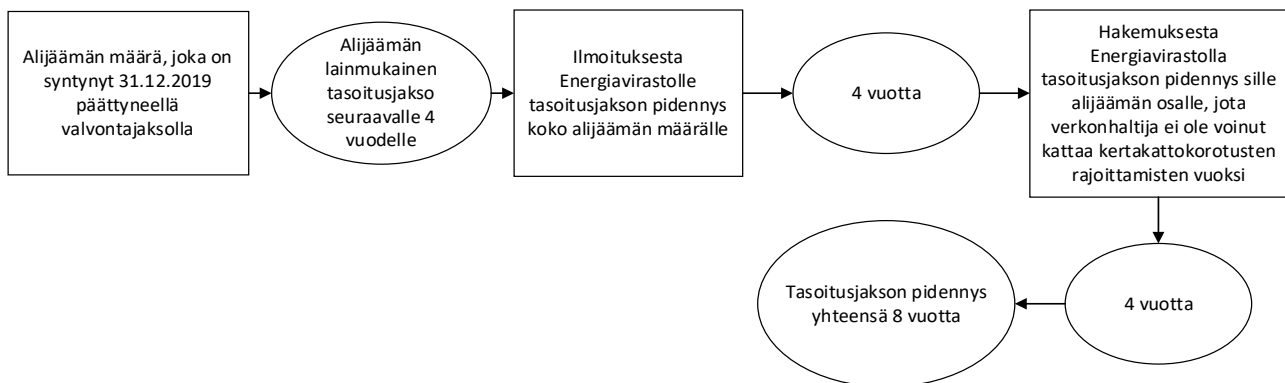 Alijäämän määrä, joka on
syntynyt 31.12.2019
päättyneellä
valvontajaksolla
Alijäämän
lainmukainen
tasoitusjakso
seuraavalle 4
vuodelle
Ilmoituksesta
Energiavirastolle
tasoitusjakson pidennys
koko alijäämän määrälle
4 vuotta
Hakemuksesta
Energiavirastolla
tasoitusjakson pidennys sille
alijäämän osalle, jota
verkonhaltija ei ole voinut
kattaa kertakattokorotusten
rajoittamisten vuoksi
4 vuotta
Tasoitusjakson pidennys
yhteensä 8 vuotta